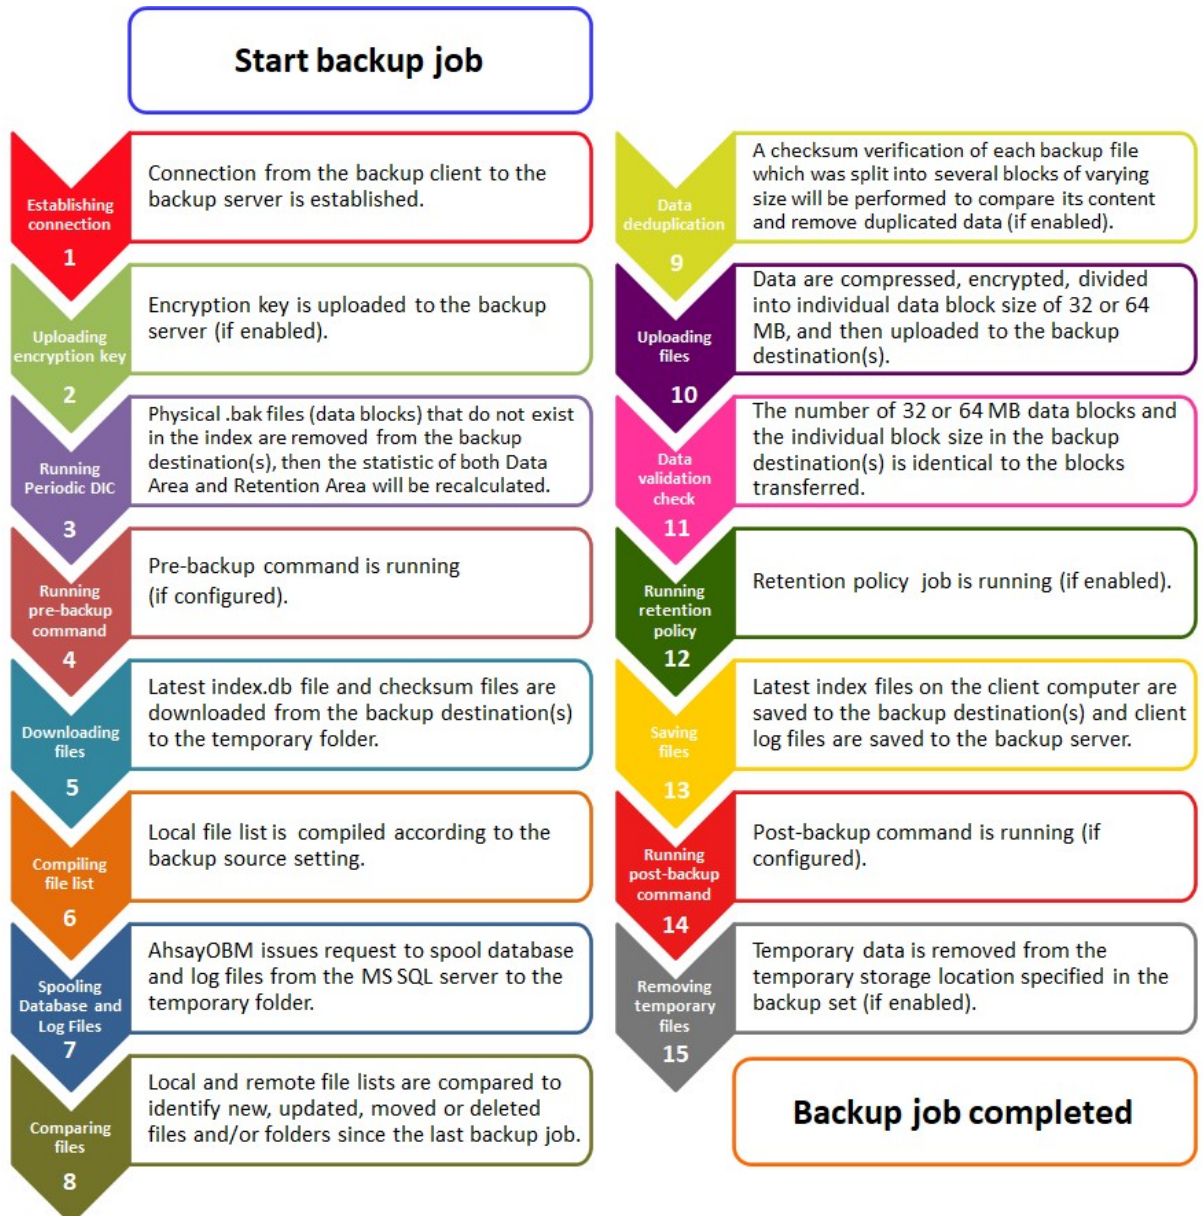 Start backup job
Establishing
connection
1
Connection from the backup client to the
backup server is established.
Uploading
encryption key
2
Encryption key is uploaded to the backup
server (if enabled).
Running
Periodic DIC
3
Physical .bak files (data blocks) that do not exist
in the index are removed from the backup
destination(s), then the statistic of both Data
Area and Retention Area will be recalculated.
Running
pre-backup
command
4
Pre-backup command is running
(if configured).
Downloading
files
5
Latest index.db file and checksum files are
downloaded from the backup destination(s)
to the temporary folder.
Compiling
file list
6
Local file list is compiled according to the
backup source setting.
Spooling
Database and
Log Files
7
AhsayOBM issues request to spool database
and log files from the MS SQL server to the
temporary folder.
Comparing
files
8
Local and remote file lists are compared to
identify new, updated, moved or deleted
files and/or folders since the last backup job.
Data
deduplication
9
A checksum verification of each backup file
which was split into several blocks of varying
size will be performed to compare its content
and remove duplicated data (if enabled).
Uploading
files
10
Data are compressed, encrypted, divided
into individual data block size of 32 or 64
MB, and then uploaded to the backup
destination(s).
Data
validation
check
11
The number of 32 or 64 MB data blocks and
the individual block size in the backup
destination(s) is identical to the blocks
transferred.
Running
retention
policy
12
Retention policy job is running (if enabled).
Saving
files
13
Latest index files on the client computer are
saved to the backup destination(s) and client
log files are saved to the backup server.
Running
post-backup
command
14
Post-backup command is running (if
configured).
Removing
temporary
files
15
Temporary data is removed from the
temporary storage location specified in the
backup set (if enabled).
Backup job completed